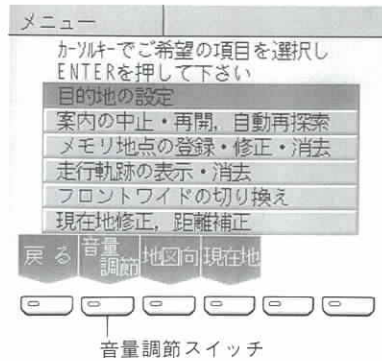 メニュー
カーソルキーでご希望の項目を選択し
ENTERを押して下さい
目的地の設定
案内の中止・再開，自動再探索
メモリ地点の登録・修正・消去
走行軌跡の表示・消去
フロントワイドの切り換え
現在地修正，距離補正
戻る 音量調節 地図向 現在地
音量調節スイッチ